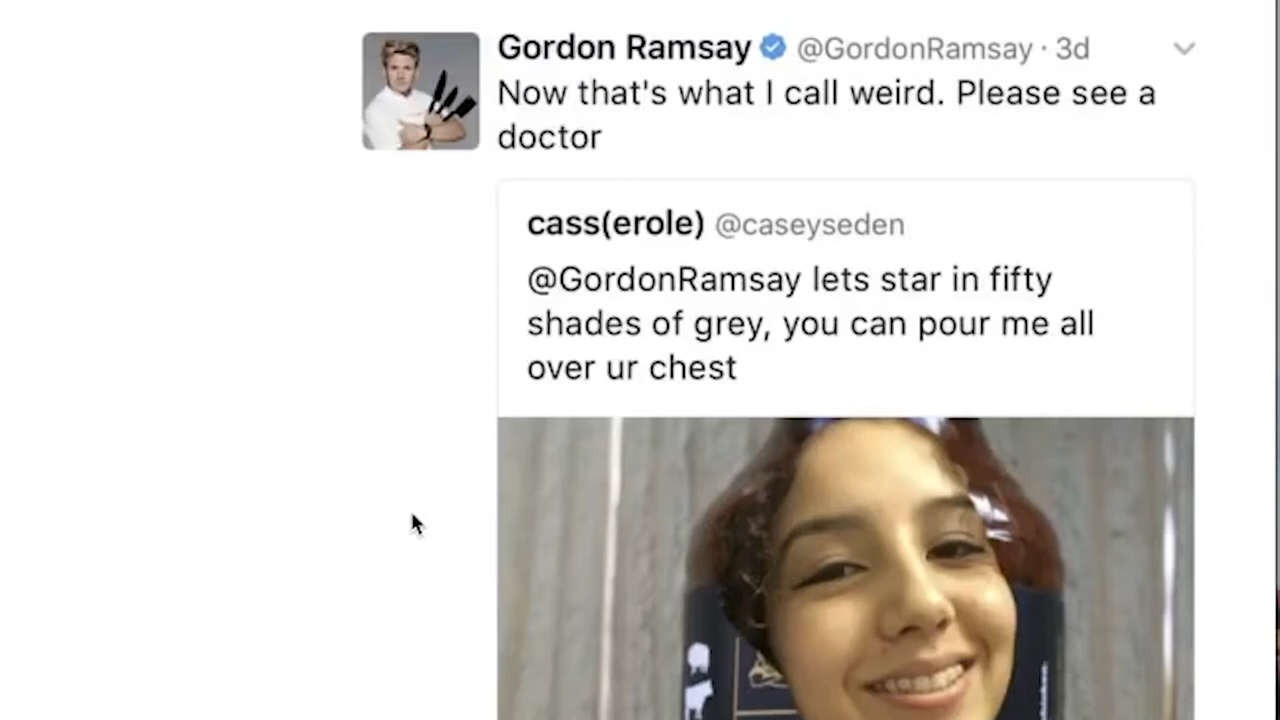 Gordon Ramsay @GordonRamsay · 3d
Now that's what I call weird. Please see a
doctor
cass(erole) @caseyseden
@GordonRamsay lets star in fifty
shades of grey, you can pour me all
over ur chest